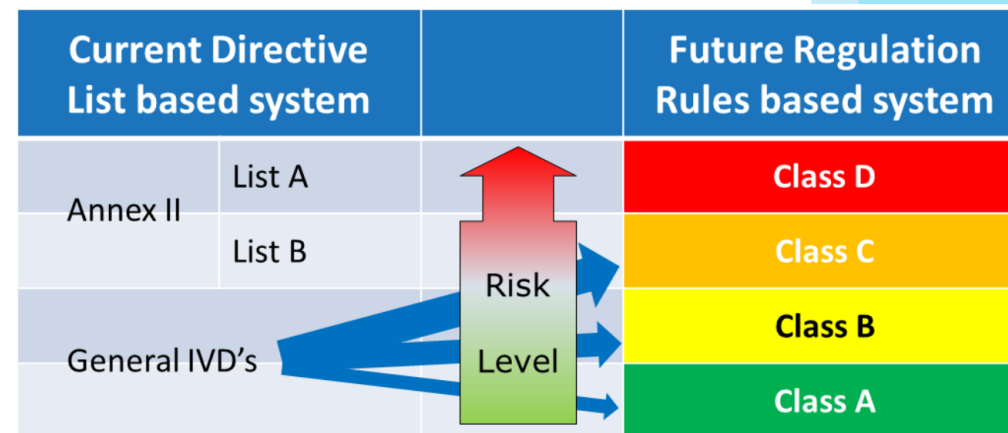 Current Directive
List based system
Future Regulation
Rules based system
Annex II
List A
List B
General IVD's
Risk
Level
Class D
Class C
Class B
Class A